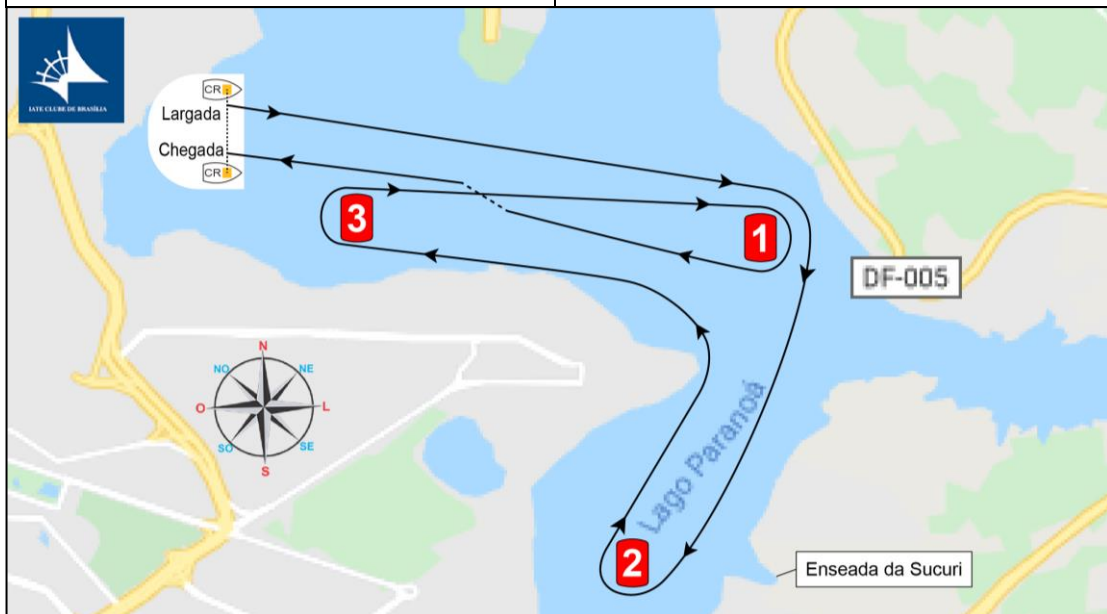 IATE CLUBE DE BRASÍLIA
CR
Largada
Chegada
CR
3
1
DF-005
N
NO
NE
O
L
SO
SE
S
Lago Paranoá
2
Enseada da Sucuri